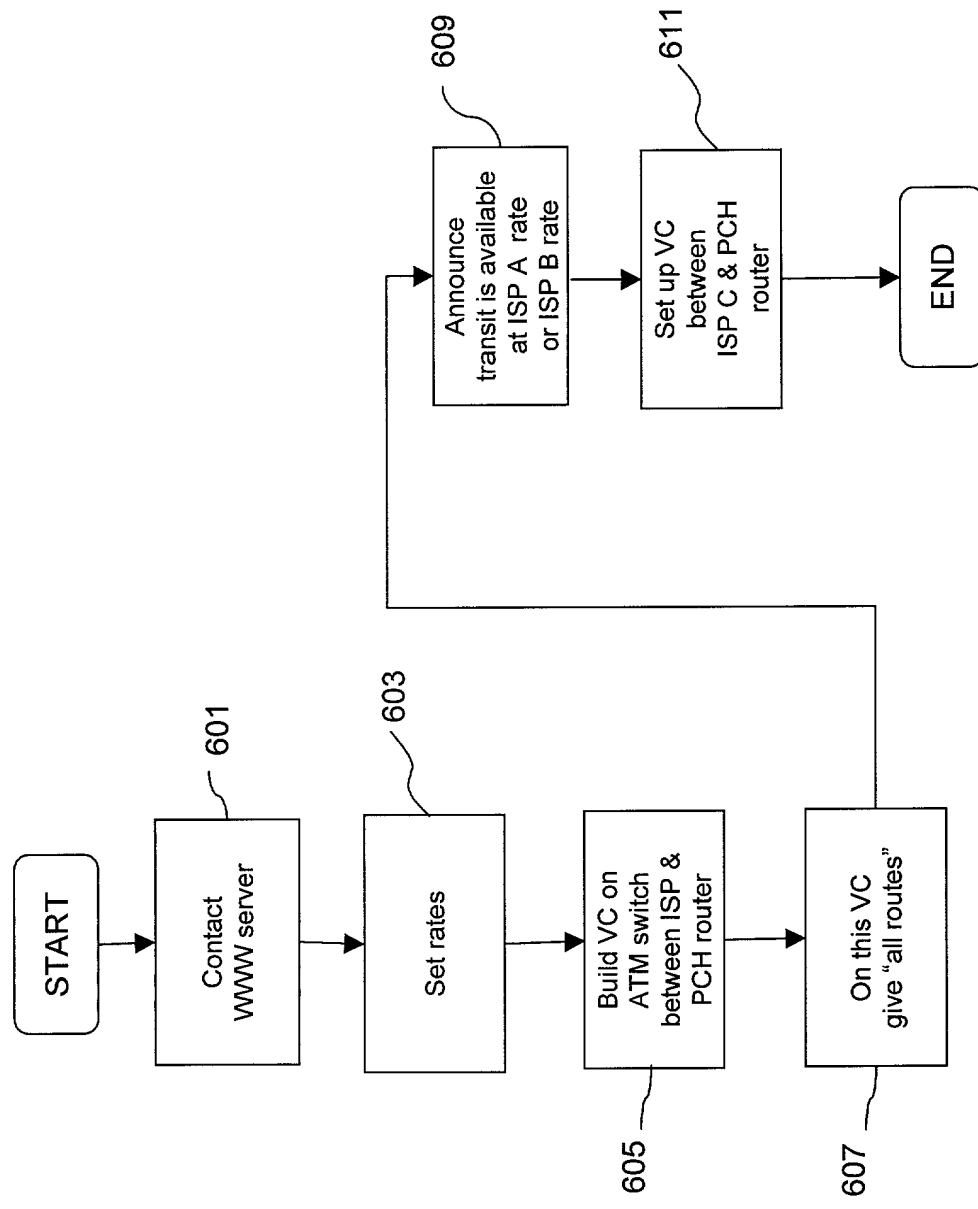 START
Contact
WWW server
601
Set rates
603
Build VC on
ATM switch
between ISP &
PCH router
605
On this VC
give “all routes”
607
Announce
transit is available
at ISP A rate
or ISP B rate
609
Set up VC
between
ISP C & PCH
router
611
END